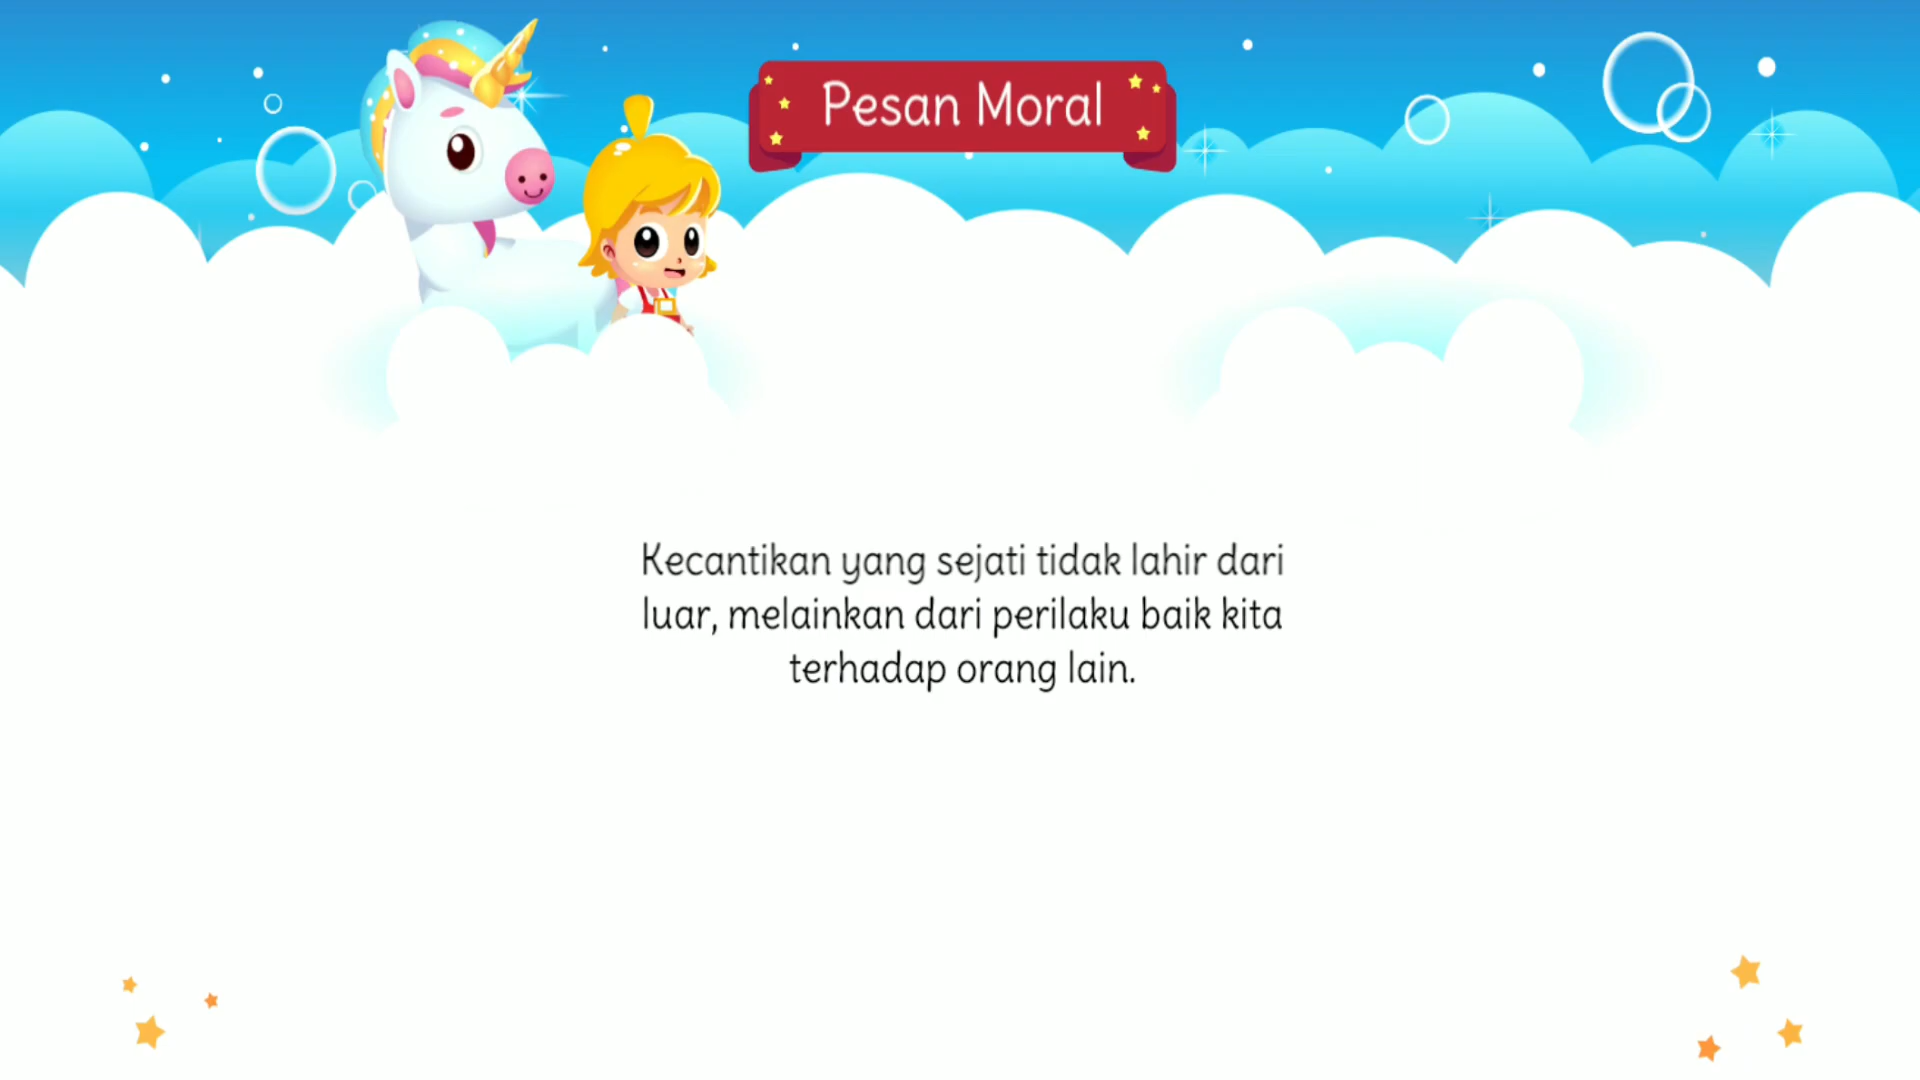 Pesan Moral
Kecantikan yang sejati tidak lahir dari
luar, melainkan dari perilaku baik kita
terhadap orang lain.